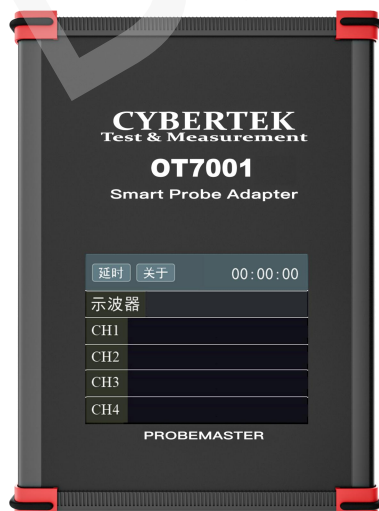 CYBERTEK
Test & Measurement
OT7001
Smart Probe Adapter
延时 关于 00:00:00
示波器
CH1
CH2
CH3
CH4
PROBEMASTER